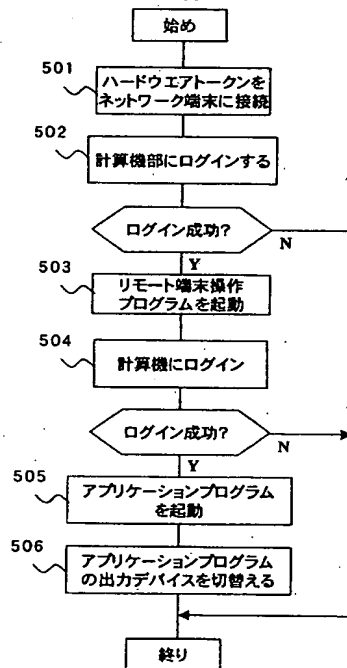 始め
501
ハードウエアトークンを
ネットワーク端末に接続
502
計算機部にログインする
ログイン成功?
N
Y
503
リモート端末操作
プログラムを起動
504
計算機にログイン
ログイン成功?
N
Y
505
アプリケーションプログラム
を起動
506
アプリケーションプログラム
の出力デバイスを切替える
終り